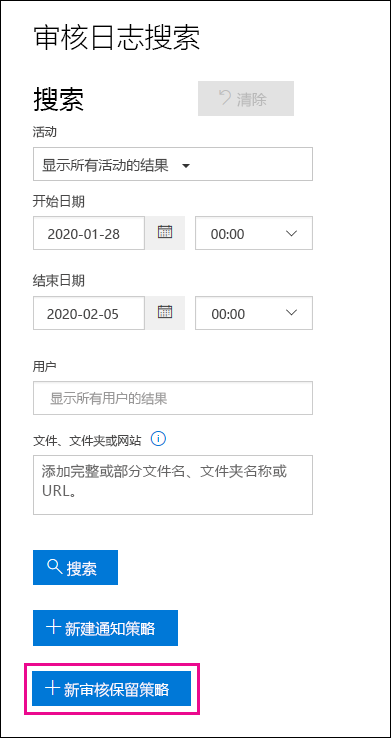 审核日志搜索
搜索
清除
活动
显示所有活动的结果
开始日期
2020-01-28
00:00
结束日期
2020-02-05
00:00
用户
显示所有用户的结果
文件、文件夹或网站
添加完整或部分文件名、文件夹名称或
URL。
搜索
新建通知策略
新审核保留策略